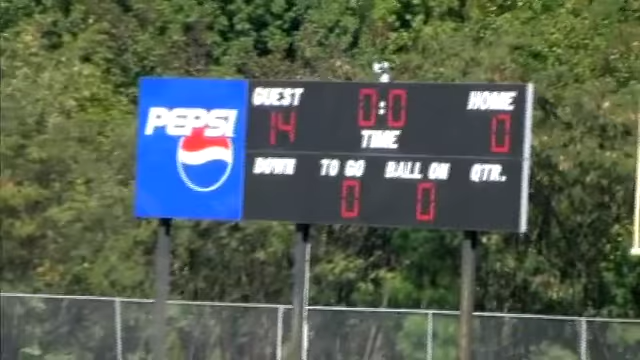 PEPSI
GUEST 0:0 HOME
14 TIME 0
DOWN TO GO BALL ON QTR.
0 0